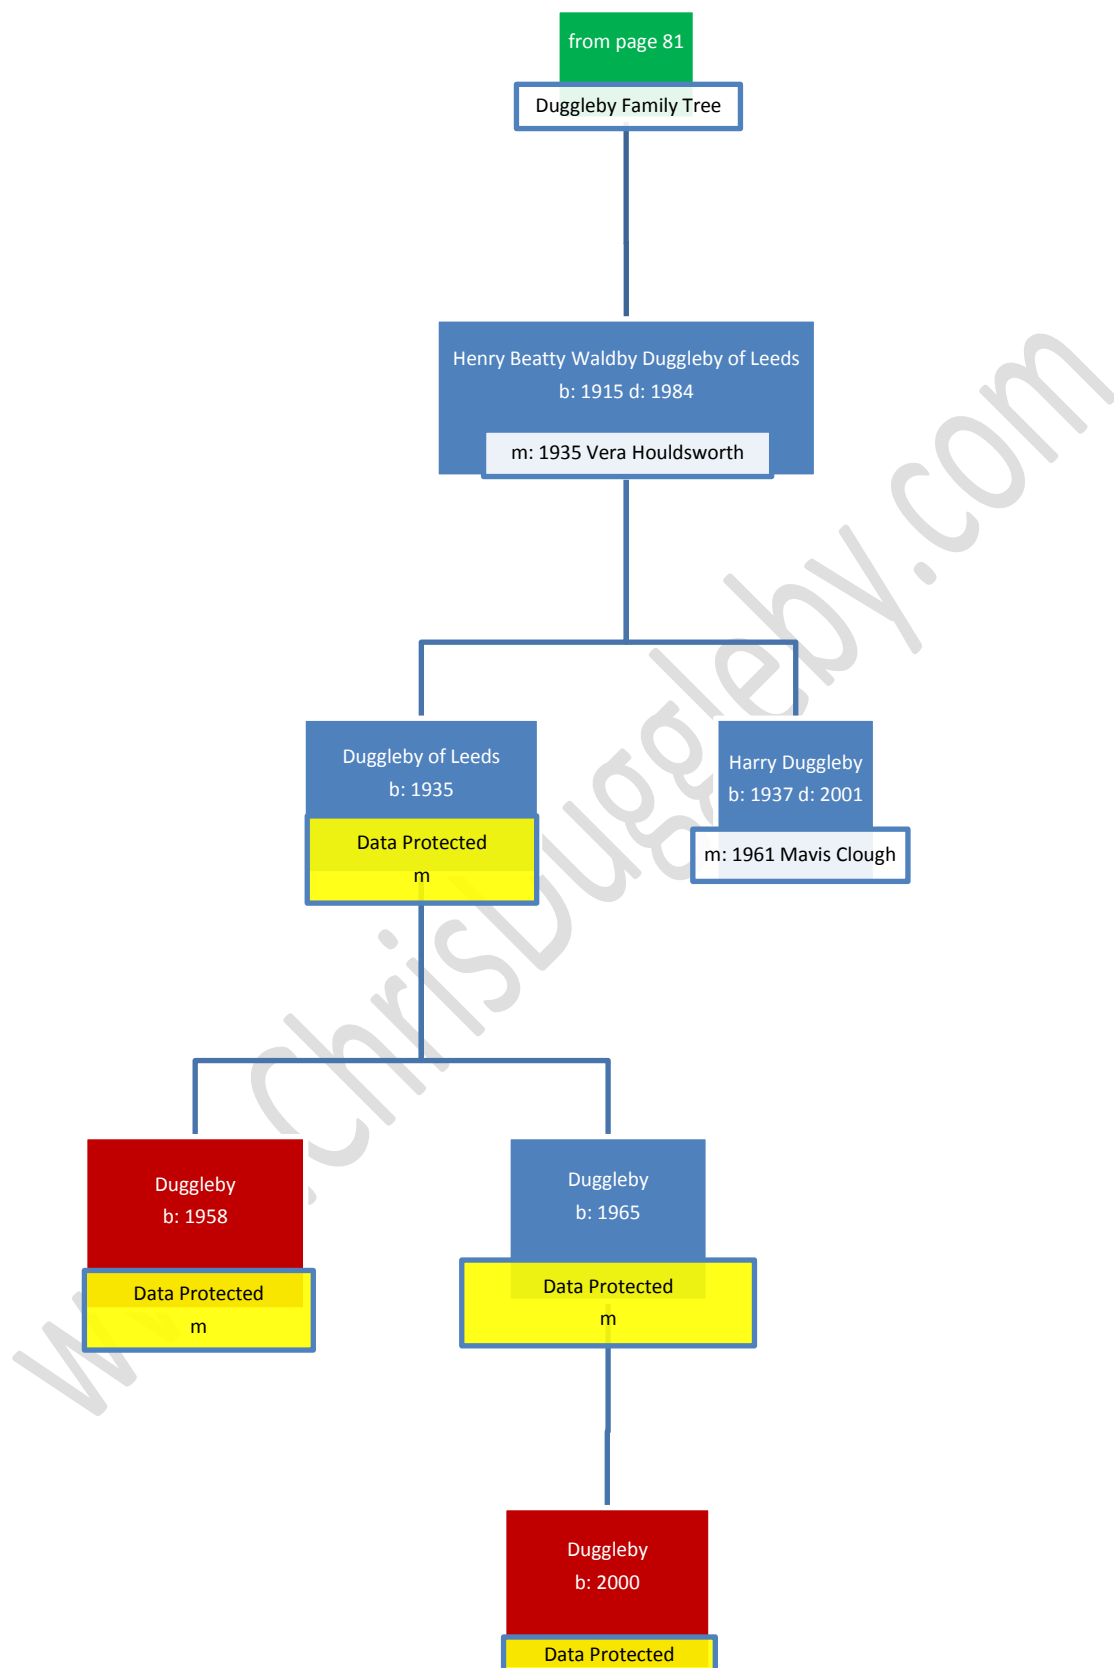 from page 81
Duggleby Family Tree
Henry Beatty Waldby Duggleby of Leeds
b: 1915 d: 1984
m: 1935 Vera Houldsworth
Duggleby of Leeds
b: 1935
Data Protected
m
Harry Duggleby
b: 1937 d: 2001
m: 1961 Mavis Clough
Duggleby
b: 1958
Data Protected
m
Duggleby
b: 1965
Data Protected
m
Duggleby
b: 2000
Data Protected
www.ChrisDuggleby.com